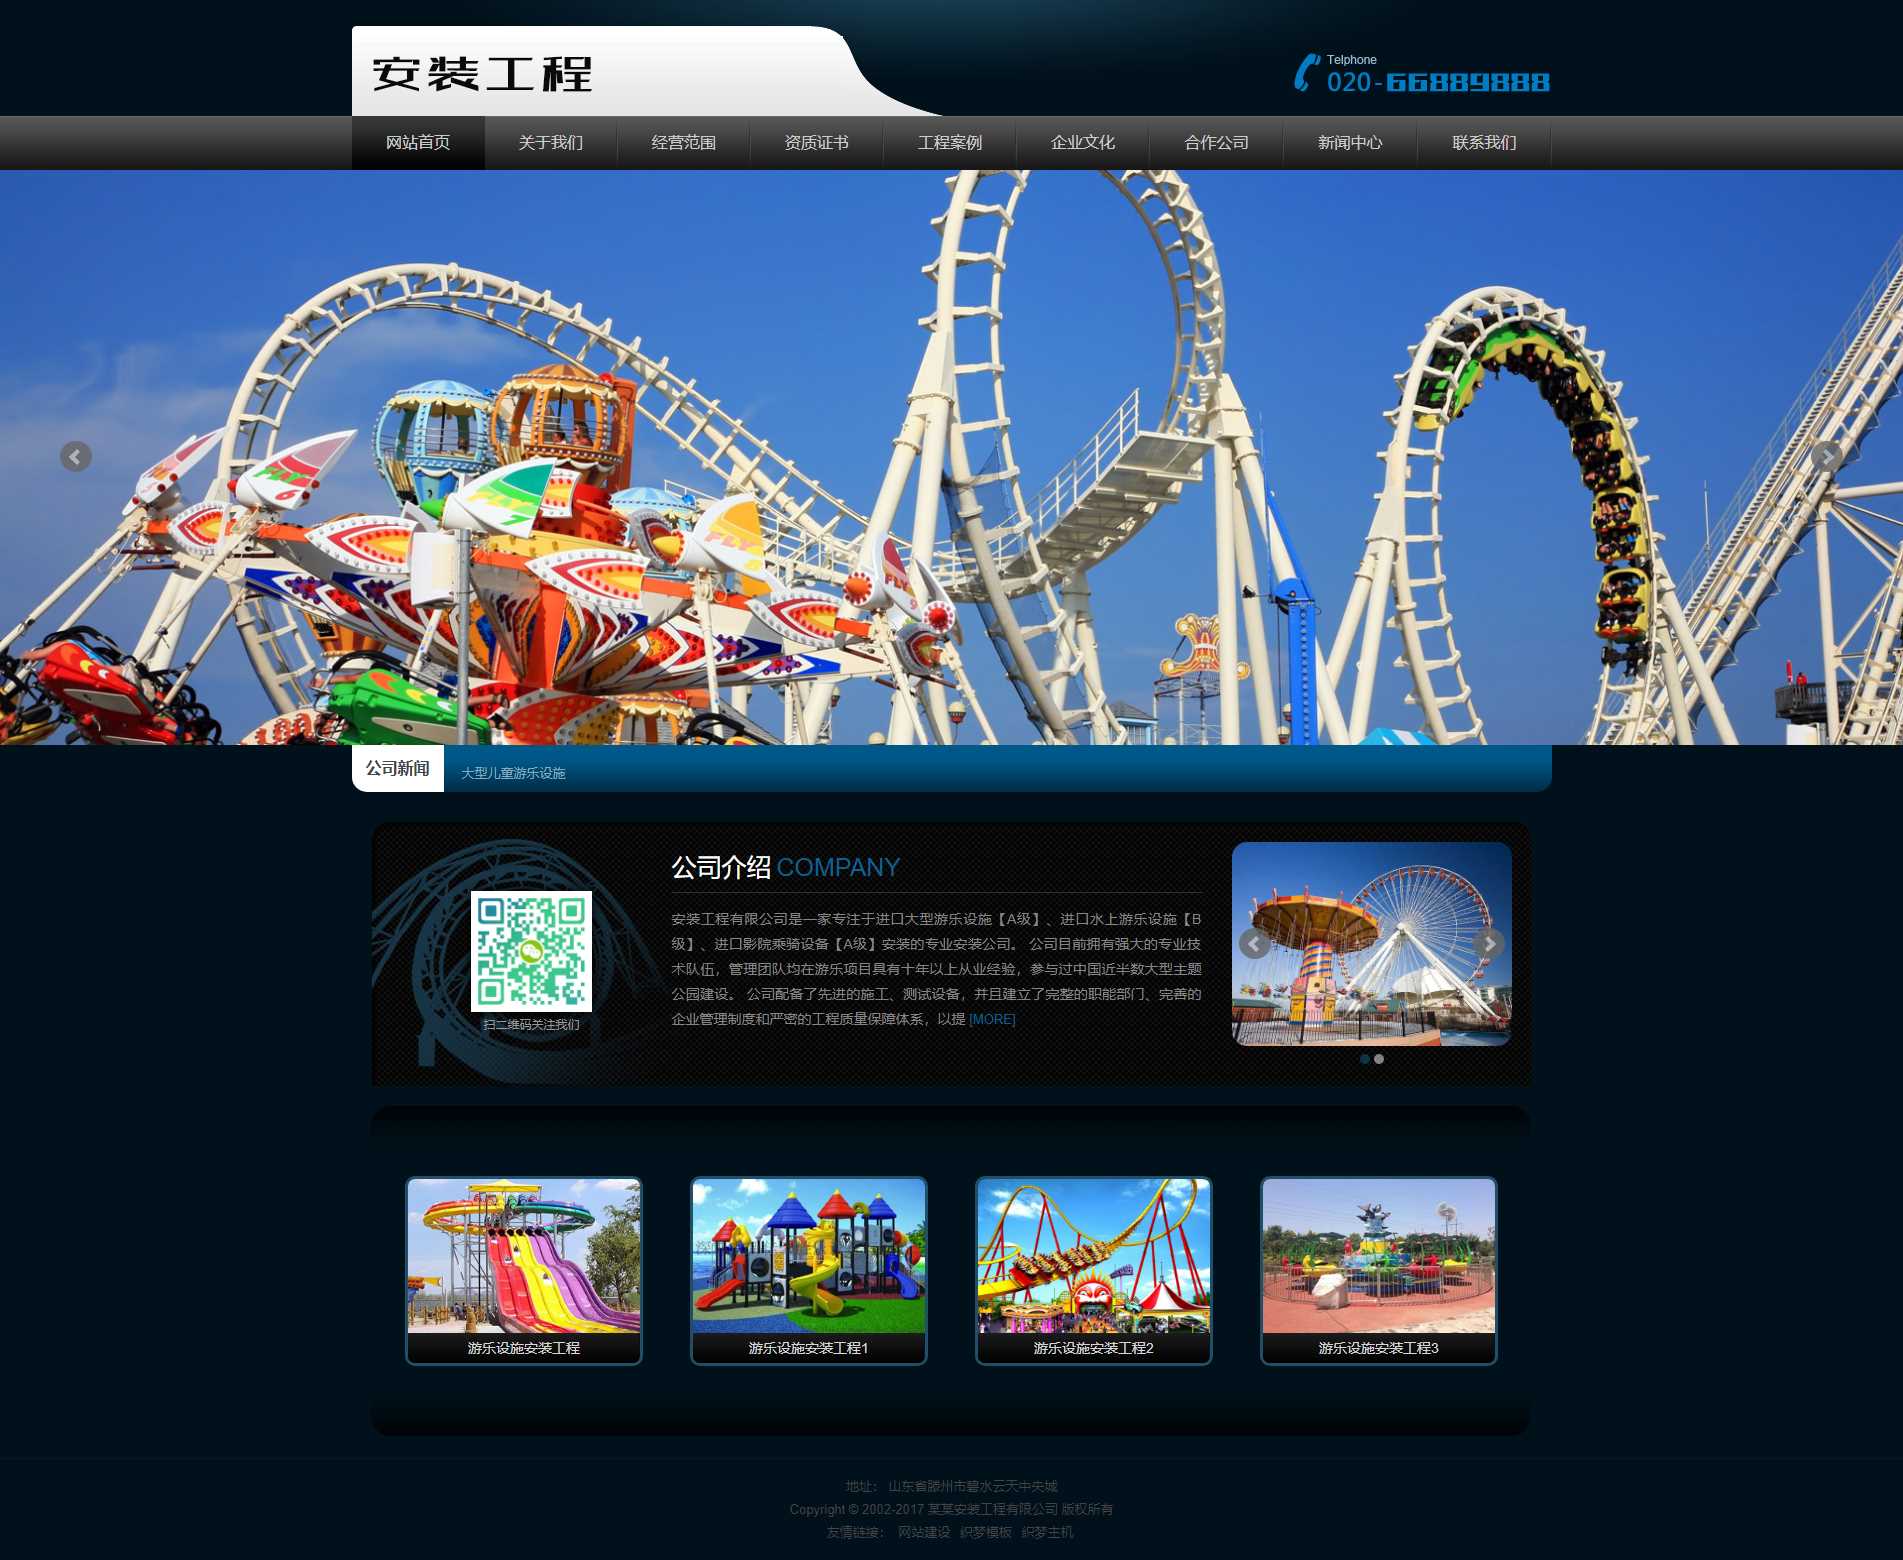 安装工程
Telphone
020-66889888
网站首页 关于我们 经营范围 资质证书 工程案例 企业文化 合作公司 新闻中心 联系我们
FLY 6
FLY 7
FLY 8
FLY 9
公司新闻 大型儿童游乐设施
公司介绍 COMPANY
安装工程有限公司是一家专注于进口大型游乐设施【A级】、进口水上游乐设施【B
级】、进口影院乘骑设备【A级】安装的专业安装公司。 公司目前拥有强大的专业技
术队伍，管理团队均在游乐项目具有十年以上从业经验，参与过中国近半数大型主题
公园建设。 公司配备了先进的施工、测试设备，并且建立了完整的职能部门、完善的
企业管理制度和严密的工程质量保障体系，以提 [MORE]
扫二维码关注我们
游乐设施安装工程 游乐设施安装工程1 游乐设施安装工程2 游乐设施安装工程3
地址： 山东省滕州市碧水云天中央城
Copyright © 2002-2017 某某安装工程有限公司 版权所有
友情链接： 网站建设 织梦模板 织梦主机